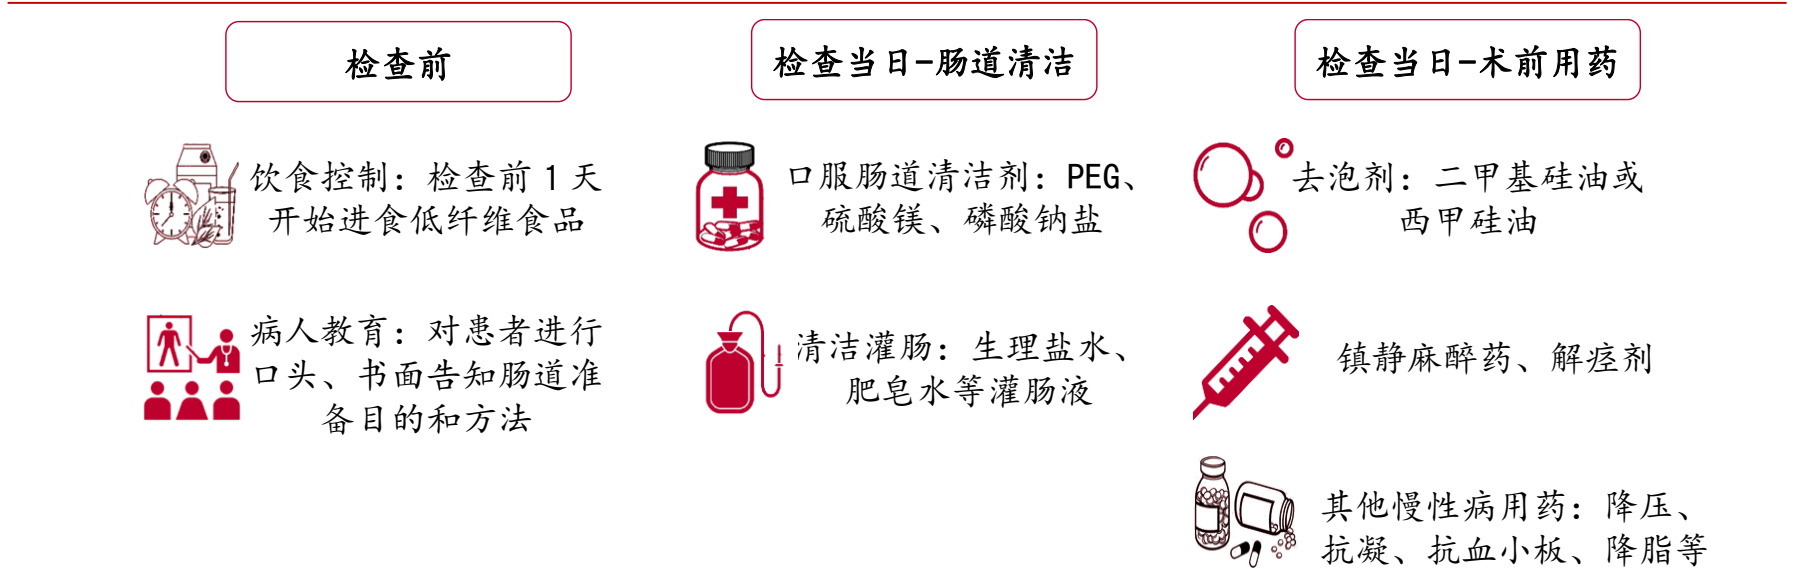 检查前
饮食控制：检查前1天
开始进食低纤维食品
病人教育：对患者进行
口头、书面告知肠道准
备目的和方法
检查当日-肠道清洁
口服肠道清洁剂：PEG、
硫酸镁、磷酸钠盐
清洁灌肠：生理盐水、
肥皂水等灌肠液
检查当日-术前用药
去泡剂：二甲基硅油或
西甲硅油
镇静麻醉药、解痉剂
其他慢性病用药：降压、
抗凝、抗血小板、降脂等